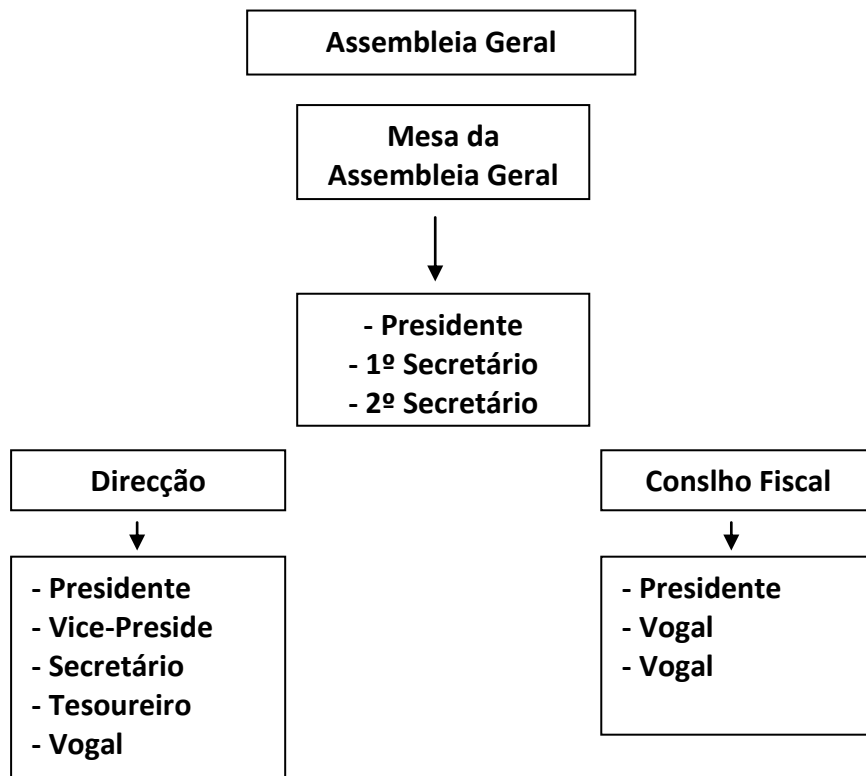 Assembleia Geral
Mesa da
Assembleia Geral
- Presidente
- 1º Secretário
- 2º Secretário
Direcção
- Presidente
- Vice-Preside
- Secretário
- Tesoureiro
- Vogal
Conslho Fiscal
- Presidente
- Vogal
- Vogal